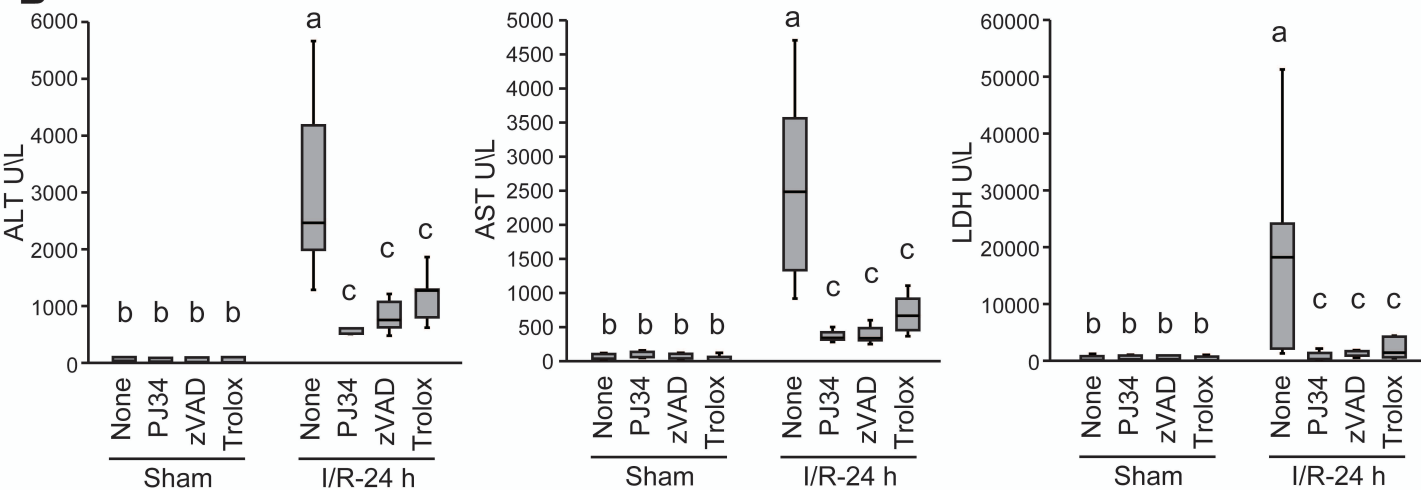 6000
5000
4000
3000
2000
1000
0
ALT U\L
a
b b b b
c c c
None PJ34 zVAD Trolox None PJ34 zVAD Trolox
Sham I/R-24 h
5000
4500
4000
3500
3000
2500
2000
1500
1000
500
0
AST U\L
a
b b b b
c c c
None PJ34 zVAD Trolox None PJ34 zVAD Trolox
Sham I/R-24 h
60000
50000
40000
30000
20000
10000
0
LDH U\L
a
b b b b
c c c
None PJ34 zVAD Trolox None PJ34 zVAD Trolox
Sham I/R-24 h